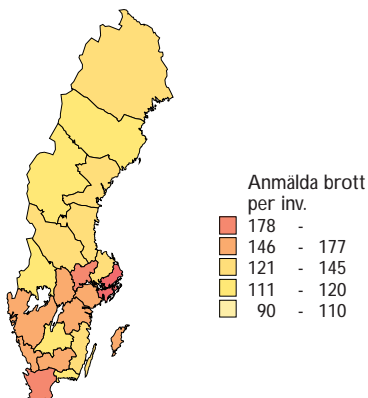 Anmälda brott
per inv.
178 -
146 - 177
121 - 145
111 - 120
90 - 110